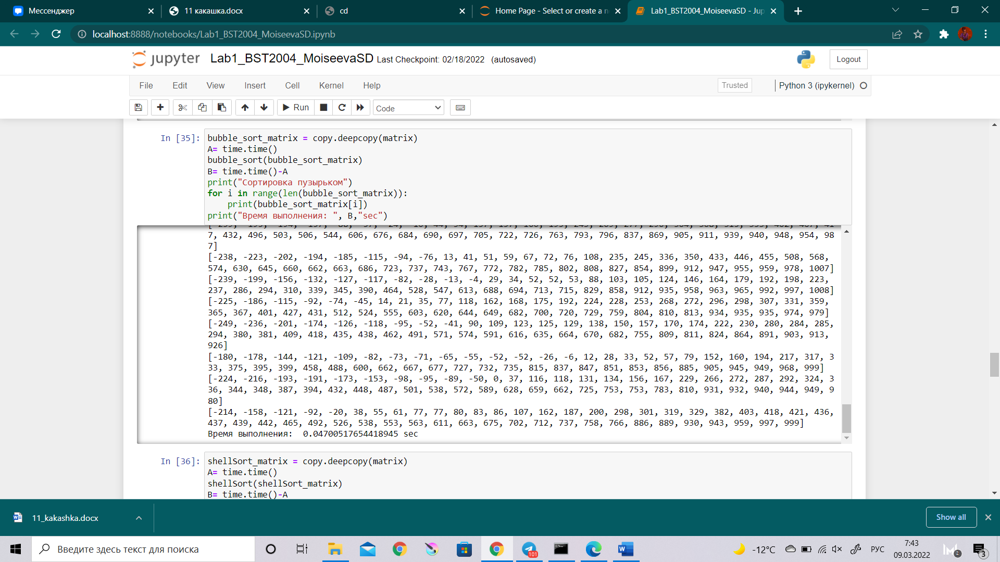 Мессенджер
11 какашка.docx
cd
Home Page - Select or create a n
Lab1_BST2004_MoiseevaSD - Jup
localhost:8888/notebooks/Lab1_BST2004_MoiseevaSD.ipynb
jupyter Lab1_BST2004_MoiseevaSD Last Checkpoint: 02/18/2022 (autosaved)
Logout
File Edit View Insert Cell Kernel Help
Trusted
Python 3 (ipykernel)
Run
Code
In [35]:
bubble_sort_matrix = copy.deepcopy(matrix)
A= time.time()
bubble_sort(bubble_sort_matrix)
B= time.time()-A
print("Сортировка пузырьком")
for i in range(len(bubble_sort_matrix)):
print(bubble_sort_matrix[i])
print("Время выполнения: ", B,"sec")
7, 432, 496, 503, 506, 544, 606, 676, 684, 690, 697, 705, 722, 726, 763, 793, 796, 837, 869, 905, 911, 939, 940, 948, 954, 98
7]
[-238, -223, -202, -194, -185, -115, -94, -76, 13, 41, 51, 59, 67, 72, 76, 108, 235, 245, 336, 350, 433, 446, 455, 508, 568,
574, 630, 645, 660, 662, 663, 686, 723, 737, 743, 767, 772, 782, 785, 802, 808, 827, 854, 899, 912, 947, 955, 959, 978, 1007]
[-239, -199, -156, -132, -127, -117, -82, -28, -13, -4, 29, 34, 52, 52, 53, 88, 103, 105, 124, 146, 164, 179, 192, 198, 223,
237, 286, 294, 310, 339, 345, 390, 464, 528, 547, 613, 688, 694, 713, 715, 829, 858, 912, 935, 958, 963, 965, 992, 997, 1008]
[-225, -186, -115, -92, -74, -45, 14, 21, 35, 77, 118, 162, 168, 175, 192, 224, 228, 253, 268, 272, 296, 298, 307, 331, 359,
365, 367, 401, 427, 431, 512, 524, 555, 603, 620, 644, 649, 682, 700, 720, 729, 759, 804, 810, 813, 934, 935, 935, 974, 979]
[-249, -236, -201, -174, -126, -118, -95, -52, -41, 90, 109, 123, 125, 129, 138, 150, 157, 170, 174, 222, 230, 280, 284, 285,
294, 380, 381, 409, 418, 435, 438, 462, 491, 571, 574, 591, 616, 635, 664, 670, 682, 755, 809, 811, 824, 864, 891, 903, 913,
926]
[-180, -178, -144, -121, -109, -82, -73, -71, -65, -55, -52, -52, -26, -6, 12, 28, 33, 52, 57, 79, 152, 160, 194, 217, 317, 3
33, 375, 395, 399, 458, 488, 600, 662, 667, 677, 727, 732, 735, 815, 837, 847, 851, 853, 856, 885, 905, 945, 949, 968, 999]
[-224, -216, -193, -191, -173, -153, -98, -95, -89, -50, 0, 37, 116, 118, 131, 134, 156, 167, 229, 266, 272, 287, 292, 324, 3
36, 344, 348, 387, 394, 432, 448, 487, 501, 538, 572, 589, 628, 659, 662, 725, 753, 753, 783, 810, 931, 932, 940, 944, 949, 9
80]
[-214, -158, -121, -92, -20, 38, 55, 61, 77, 77, 80, 83, 86, 107, 162, 187, 200, 298, 301, 319, 329, 382, 403, 418, 421, 436,
437, 439, 442, 465, 492, 526, 538, 553, 563, 611, 663, 675, 702, 712, 737, 758, 766, 886, 889, 930, 943, 959, 997, 999]
Время выполнения:  0.04700517654418945 sec
In [36]:
shellSort_matrix = copy.deepcopy(matrix)
A= time.time()
shellSort(shellSort_matrix)
B= time.time()-A
11_kakashka.docx
Show all
Введите здесь текст для поиска
101
-12°C
РУС
7:43
09.03.2022
2
3